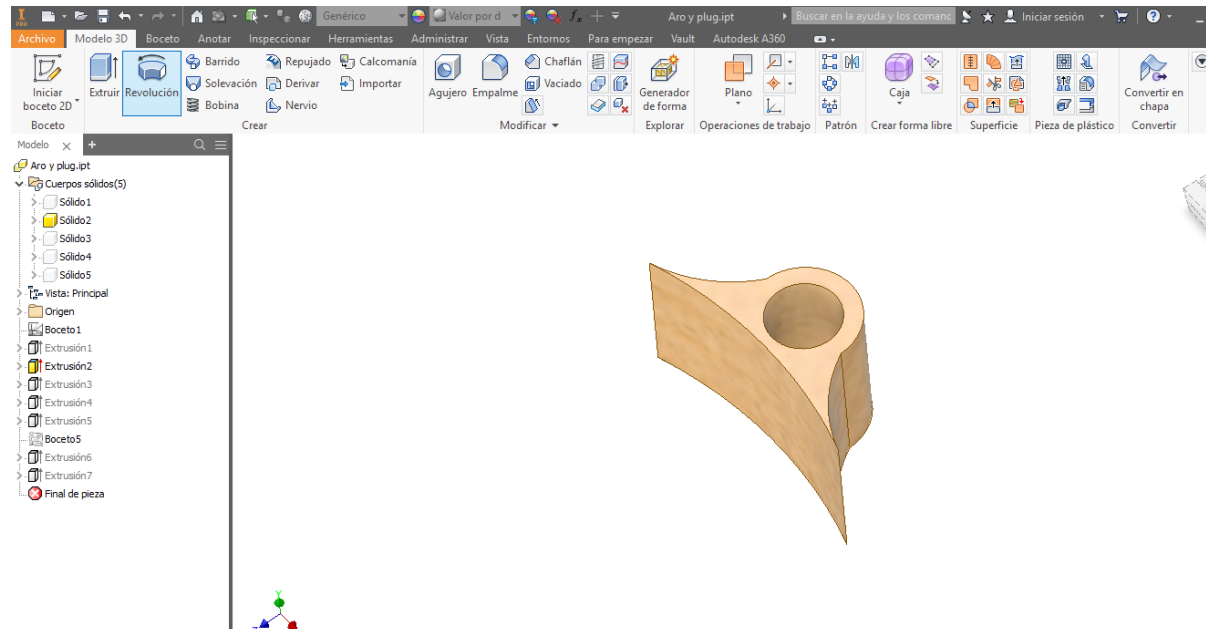 PRO Genérico Valor por d Aro y plug.ipt Buscar en la ayuda y los comanc Iniciar sesión
Archivo Modelo 3D Boceto Anotar Inspeccionar Herramientas Administrar Vista Entornos Para empezar Vault Autodesk A360
Iniciar boceto 2D
Extruir
Revolución
Barrido
Solevación
Bobina
Repujado
Derivar
Nervio
Calcomanía
Importar
Agujero
Empalme
Chaflán
Vaciado
Generador de forma
Plano
Caja
Convertir en chapa
Boceto Crear Modificar Explorar Operaciones de trabajo Patrón Crear forma libre Superficie Pieza de plástico Convertir
Modelo
Aro y plug.ipt
Cuerpos sólidos(5)
Sólido1
Sólido2
Sólido3
Sólido4
Sólido5
Vista: Principal
Origen
Boceto1
Extrusión1
Extrusión2
Extrusión3
Extrusión4
Extrusión5
Boceto5
Extrusión6
Extrusión7
Final de pieza
Y